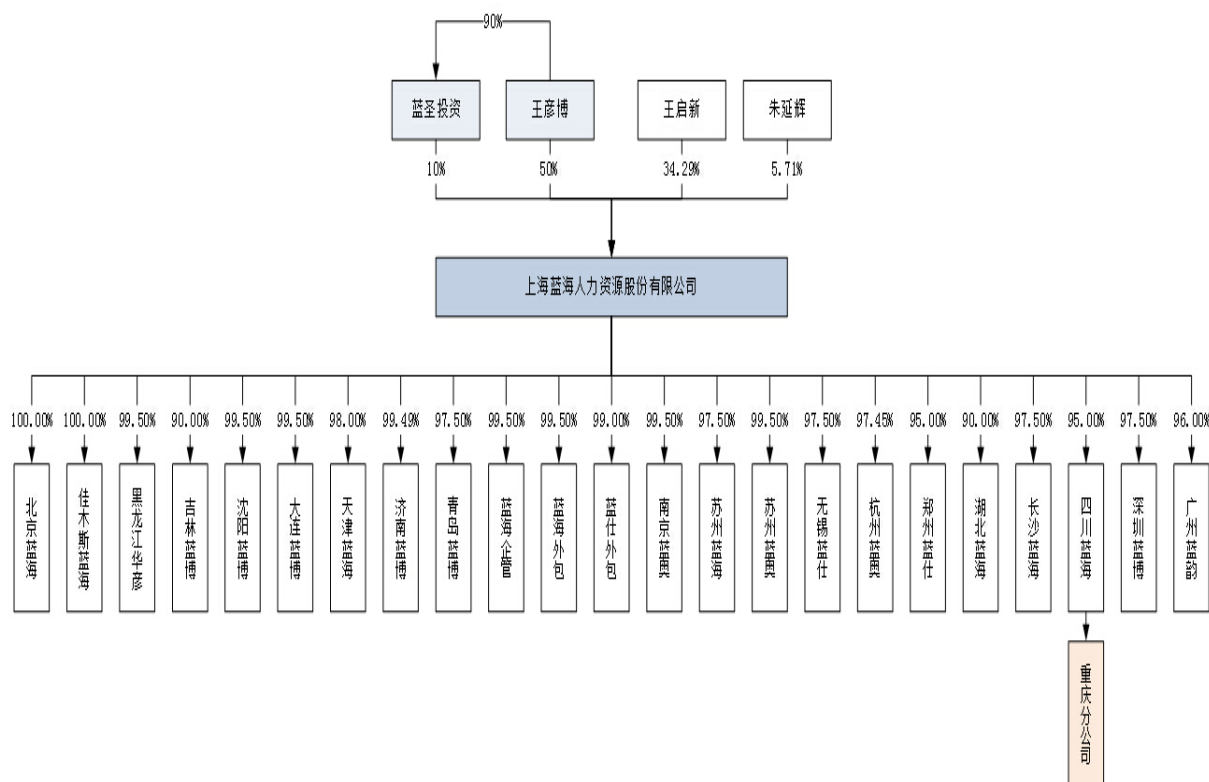 90%
蓝圣投资
王彦博
王启新
朱延辉
10%
50%
34.29%
5.71%
上海蓝海人力资源股份有限公司
100.00%
100.00%
99.50%
90.00%
99.50%
99.50%
98.00%
99.49%
97.50%
99.50%
99.50%
99.00%
99.50%
97.50%
99.50%
97.50%
97.45%
95.00%
90.00%
97.50%
95.00%
97.50%
96.00%
北京蓝海
佳木斯蓝海
黑龙江华彦
吉林蓝博
沈阳蓝博
大连蓝博
天津蓝海
济南蓝博
青岛蓝博
蓝海企管
蓝海外包
蓝仕外包
南京蓝奥
苏州蓝海
苏州蓝奥
无锡蓝仕
杭州蓝奥
郑州蓝仕
湖北蓝海
长沙蓝海
四川蓝海
深圳蓝博
广州蓝韵
重庆分公司